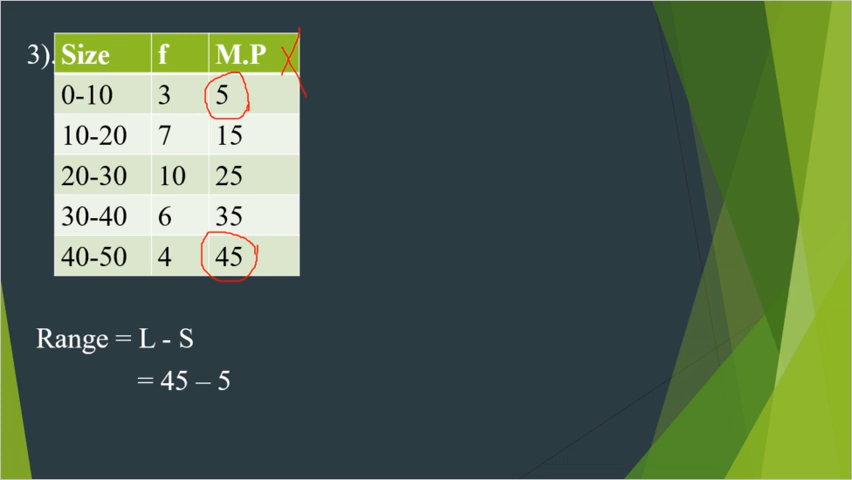 3). Size f M.P X
0-10 3 5
10-20 7 15
20-30 10 25
30-40 6 35
40-50 4 45
Range = L - S
= 45 – 5